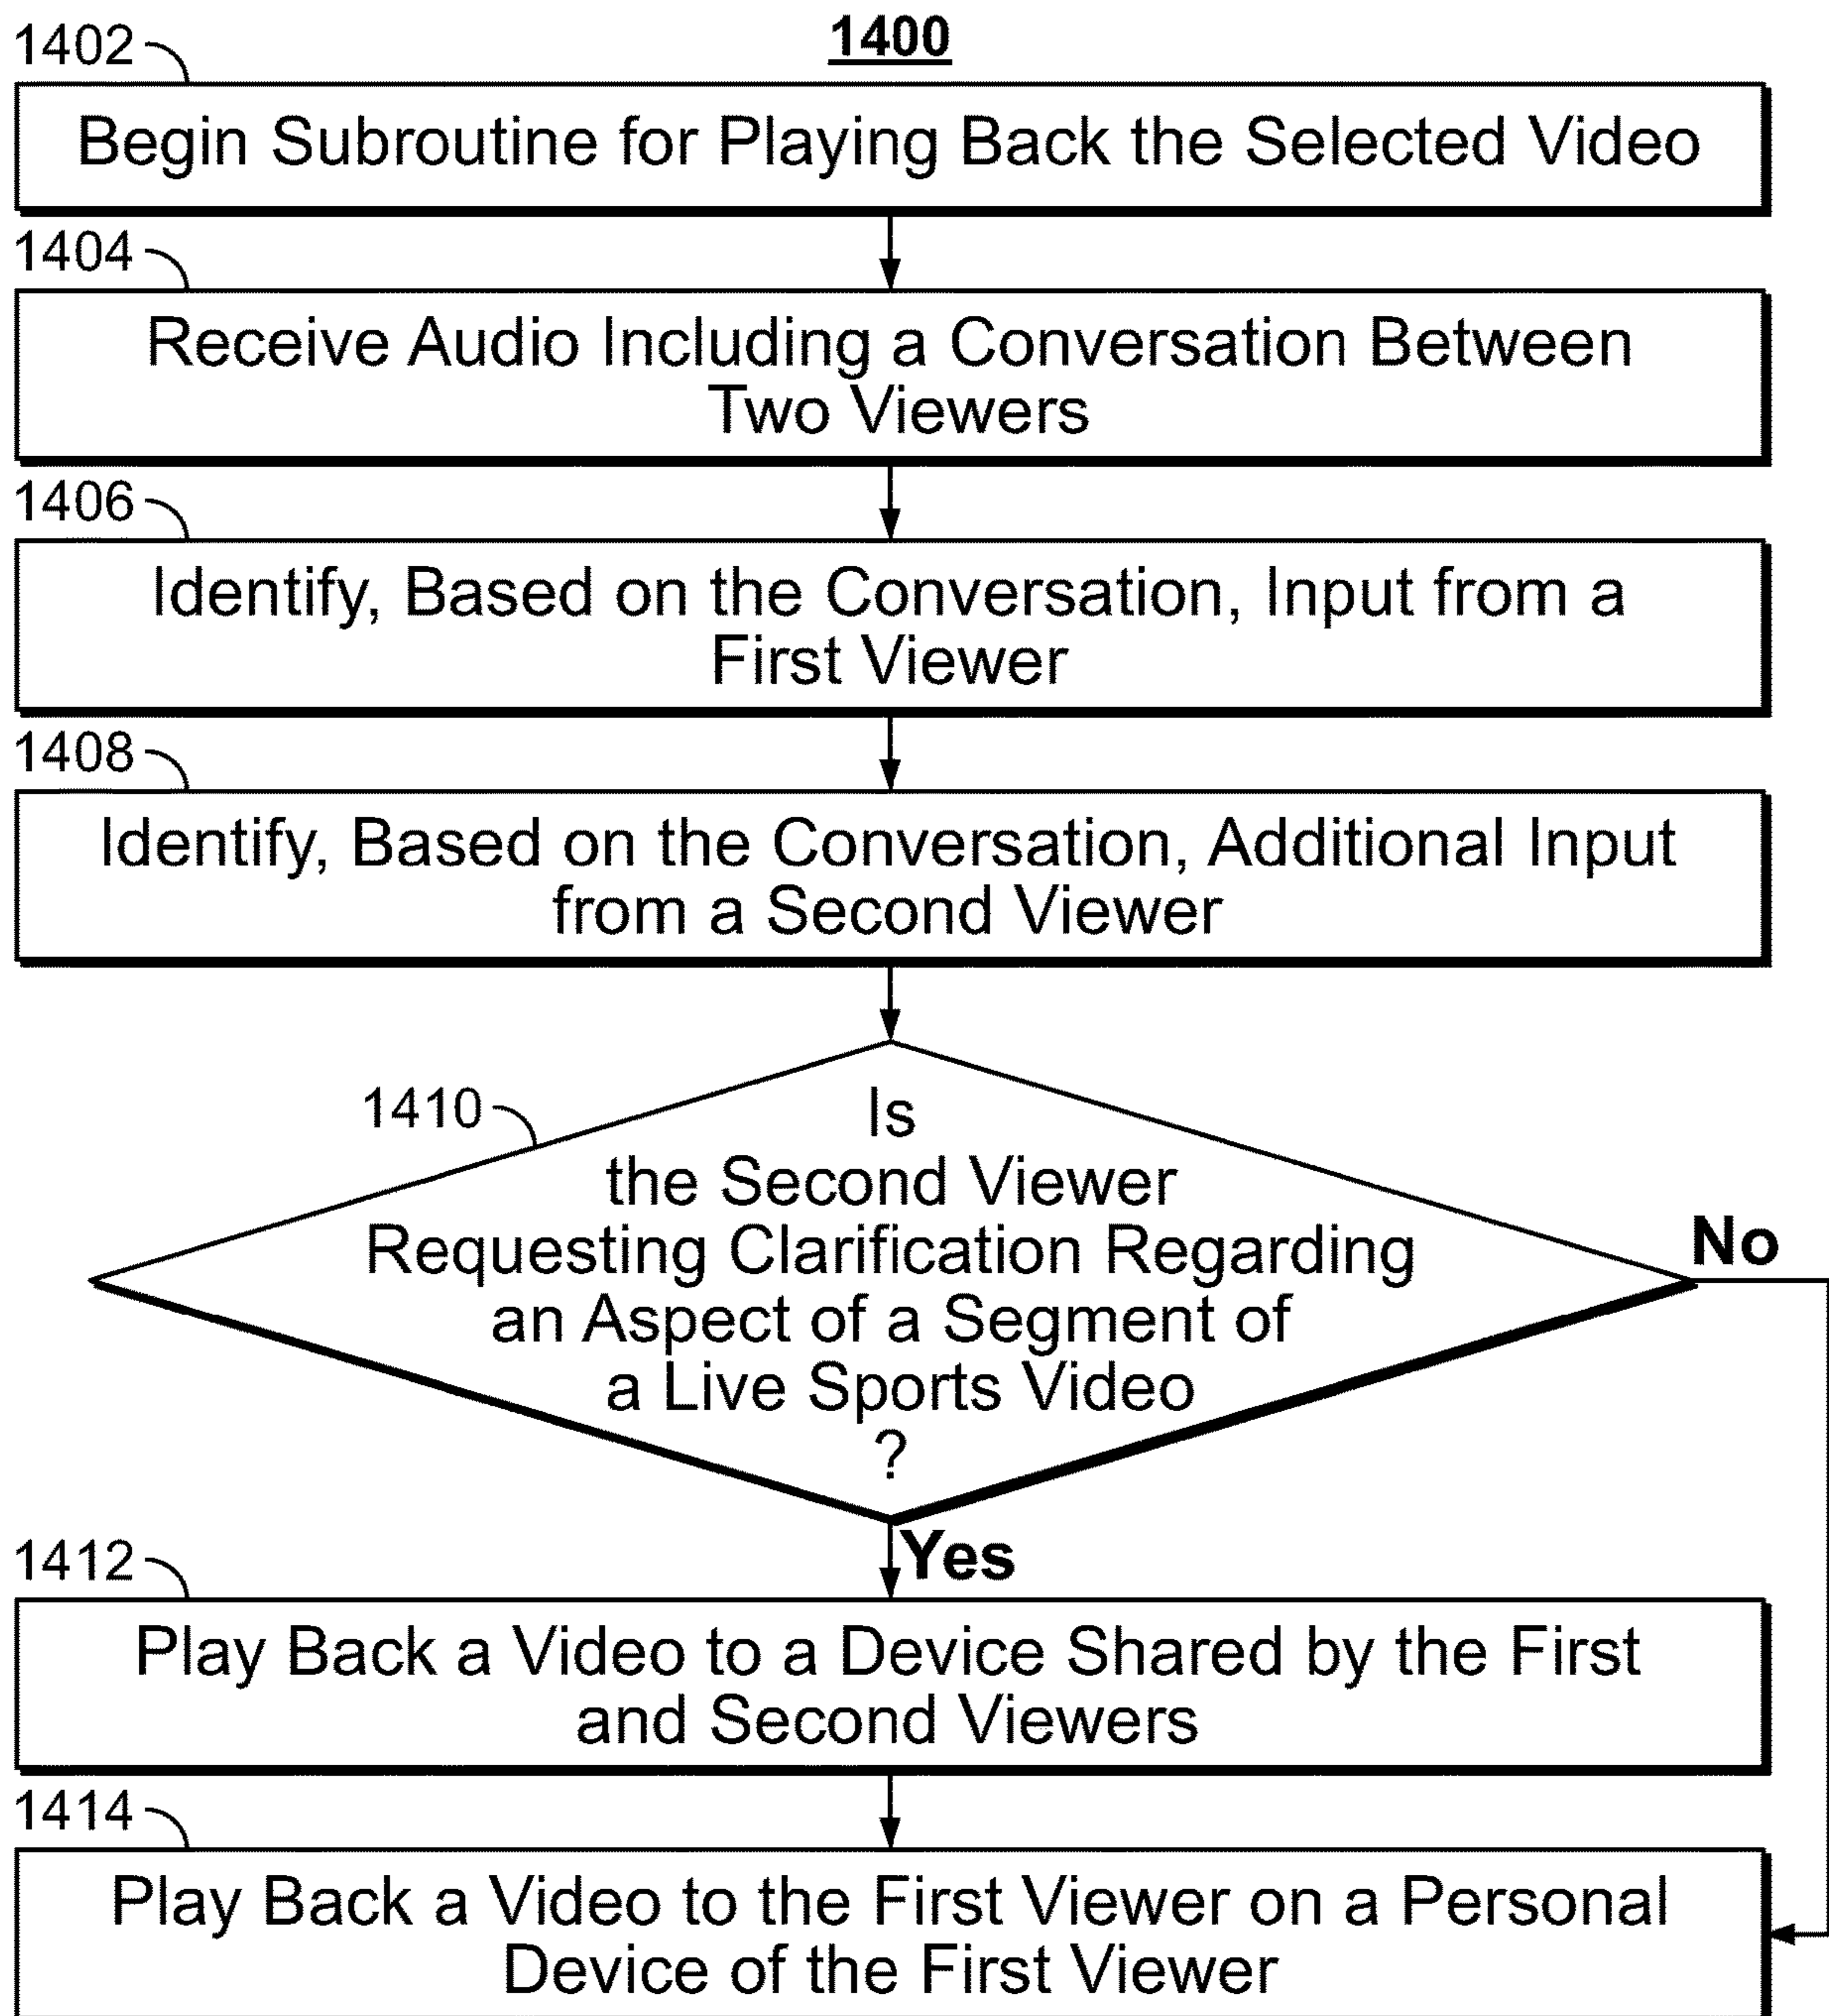 1400
1402
Begin Subroutine for Playing Back the Selected Video
1404
Receive Audio Including a Conversation Between
Two Viewers
1406
Identify, Based on the Conversation, Input from a
First Viewer
1408
Identify, Based on the Conversation, Additional Input
from a Second Viewer
1410
Is
the Second Viewer
Requesting Clarification Regarding
an Aspect of a Segment of
a Live Sports Video
?
No
Yes
1412
Play Back a Video to a Device Shared by the First
and Second Viewers
1414
Play Back a Video to the First Viewer on a Personal
Device of the First Viewer